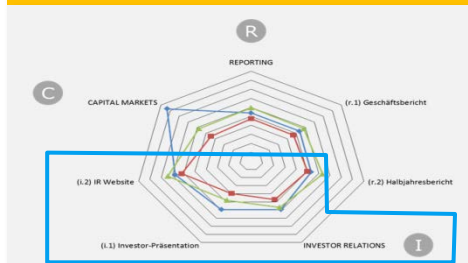 R
REPORTING
C
CAPITAL MARKETS
(r.1) Geschäftsbericht
(i.2) IR Website
(r.2) Halbjahresbericht
(i.1) Investor-Präsentation
INVESTOR RELATIONS
I